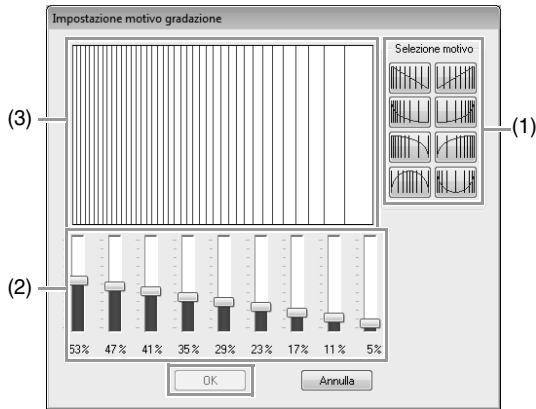 Impostazione motivo gradazione
Selezione motivo
(1)
(3)
(2)
53% 47% 41% 35% 29% 23% 17% 11% 5%
OK Annulla